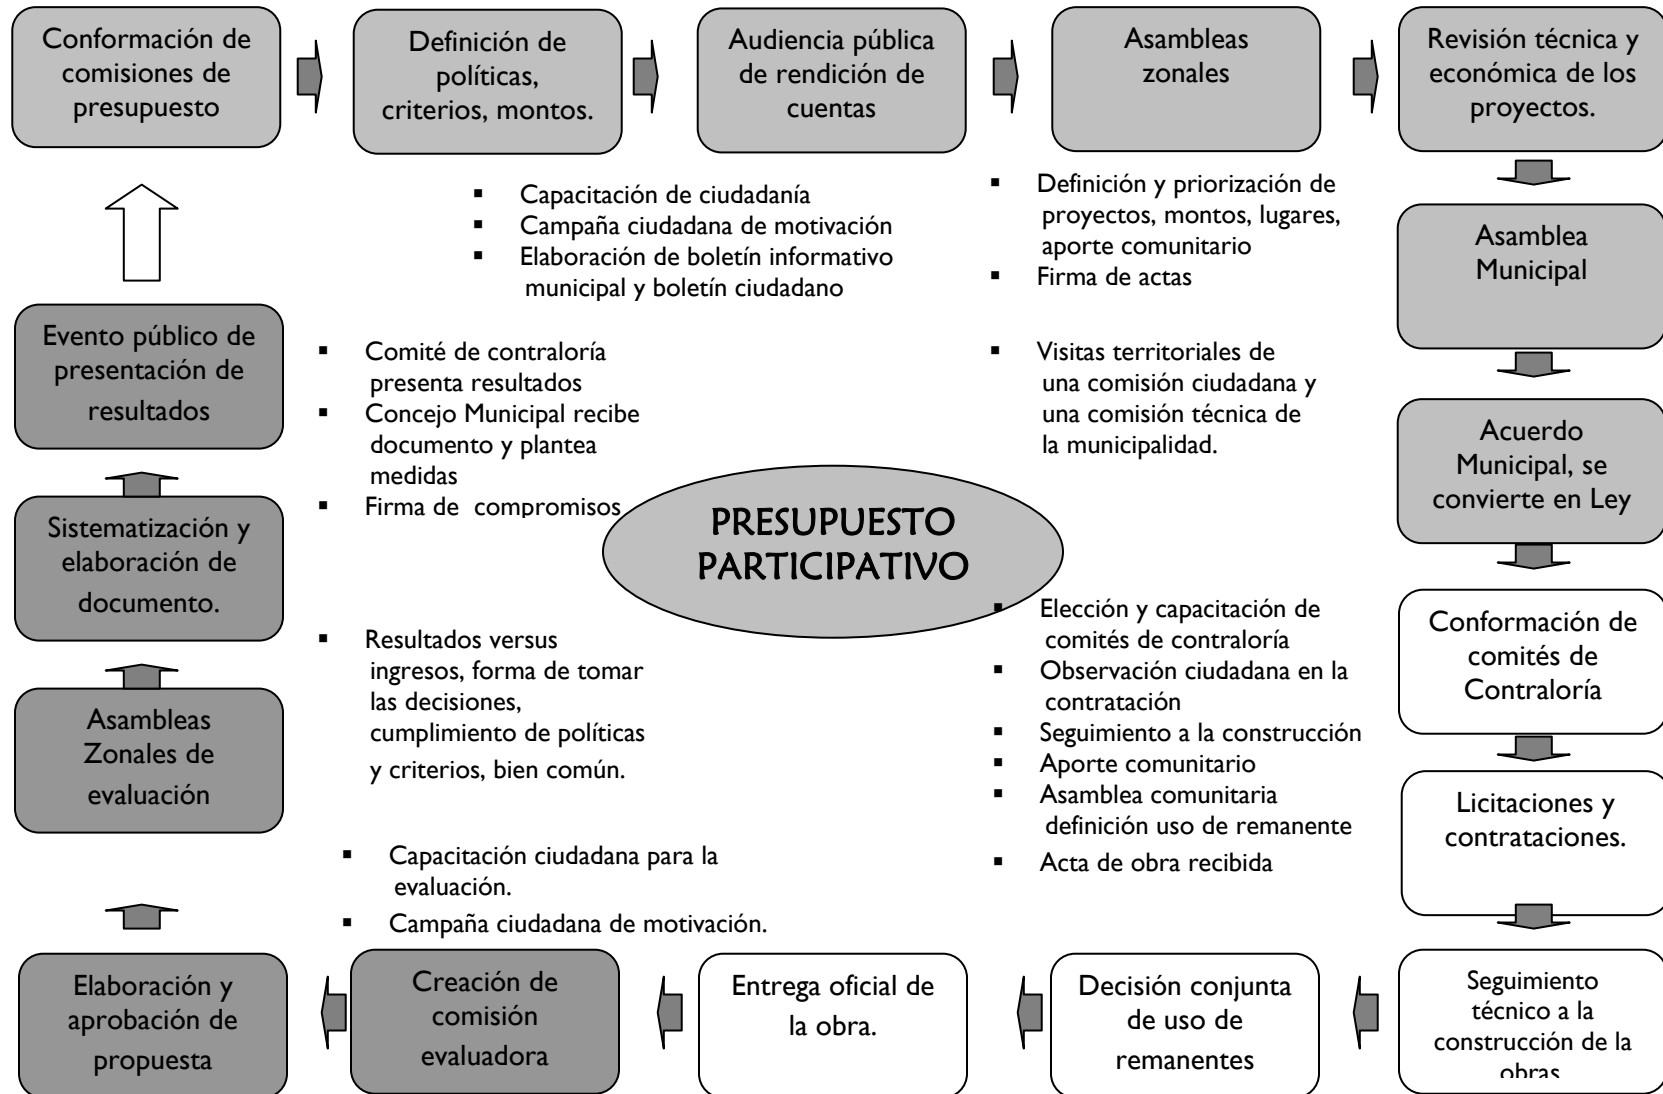 Conformación de
comisiones de
presupuesto
Definición de
políticas,
criterios, montos.
Audiencia pública
de rendición de
cuentas
Asambleas
zonales
Revisión técnica y
económica de los
proyectos.
▪ Capacitación de ciudadanía
▪ Campaña ciudadana de motivación
▪ Elaboración de boletín informativo
municipal y boletín ciudadano
▪ Definición y priorización de
proyectos, montos, lugares,
aporte comunitario
▪ Firma de actas
Asamblea
Municipal
Evento público de
presentación de
resultados
▪ Comité de contraloría
presenta resultados
▪ Concejo Municipal recibe
documento y plantea
medidas
▪ Firma de compromisos
▪ Visitas territoriales de
una comisión ciudadana y
una comisión técnica de
la municipalidad.
Acuerdo
Municipal, se
convierte en Ley
Sistematización y
elaboración de
documento.
PRESUPUESTO
PARTICIPATIVO
▪ Resultados versus
ingresos, forma de tomar
las decisiones,
cumplimiento de políticas
y criterios, bien común.
▪ Elección y capacitación de
comités de contraloría
▪ Observación ciudadana en la
contratación
▪ Seguimiento a la construcción
▪ Aporte comunitario
▪ Asamblea comunitaria
definición uso de remanente
▪ Acta de obra recibida
Conformación de
comités de
Contraloría
Asambleas
Zonales de
evaluación
Licitaciones y
contrataciones.
▪ Capacitación ciudadana para la
evaluación.
▪ Campaña ciudadana de motivación.
Elaboración y
aprobación de
propuesta
Creación de
comisión
evaluadora
Entrega oficial de
la obra.
Decisión conjunta
de uso de
remanentes
Seguimiento
técnico a la
construcción de la
obras